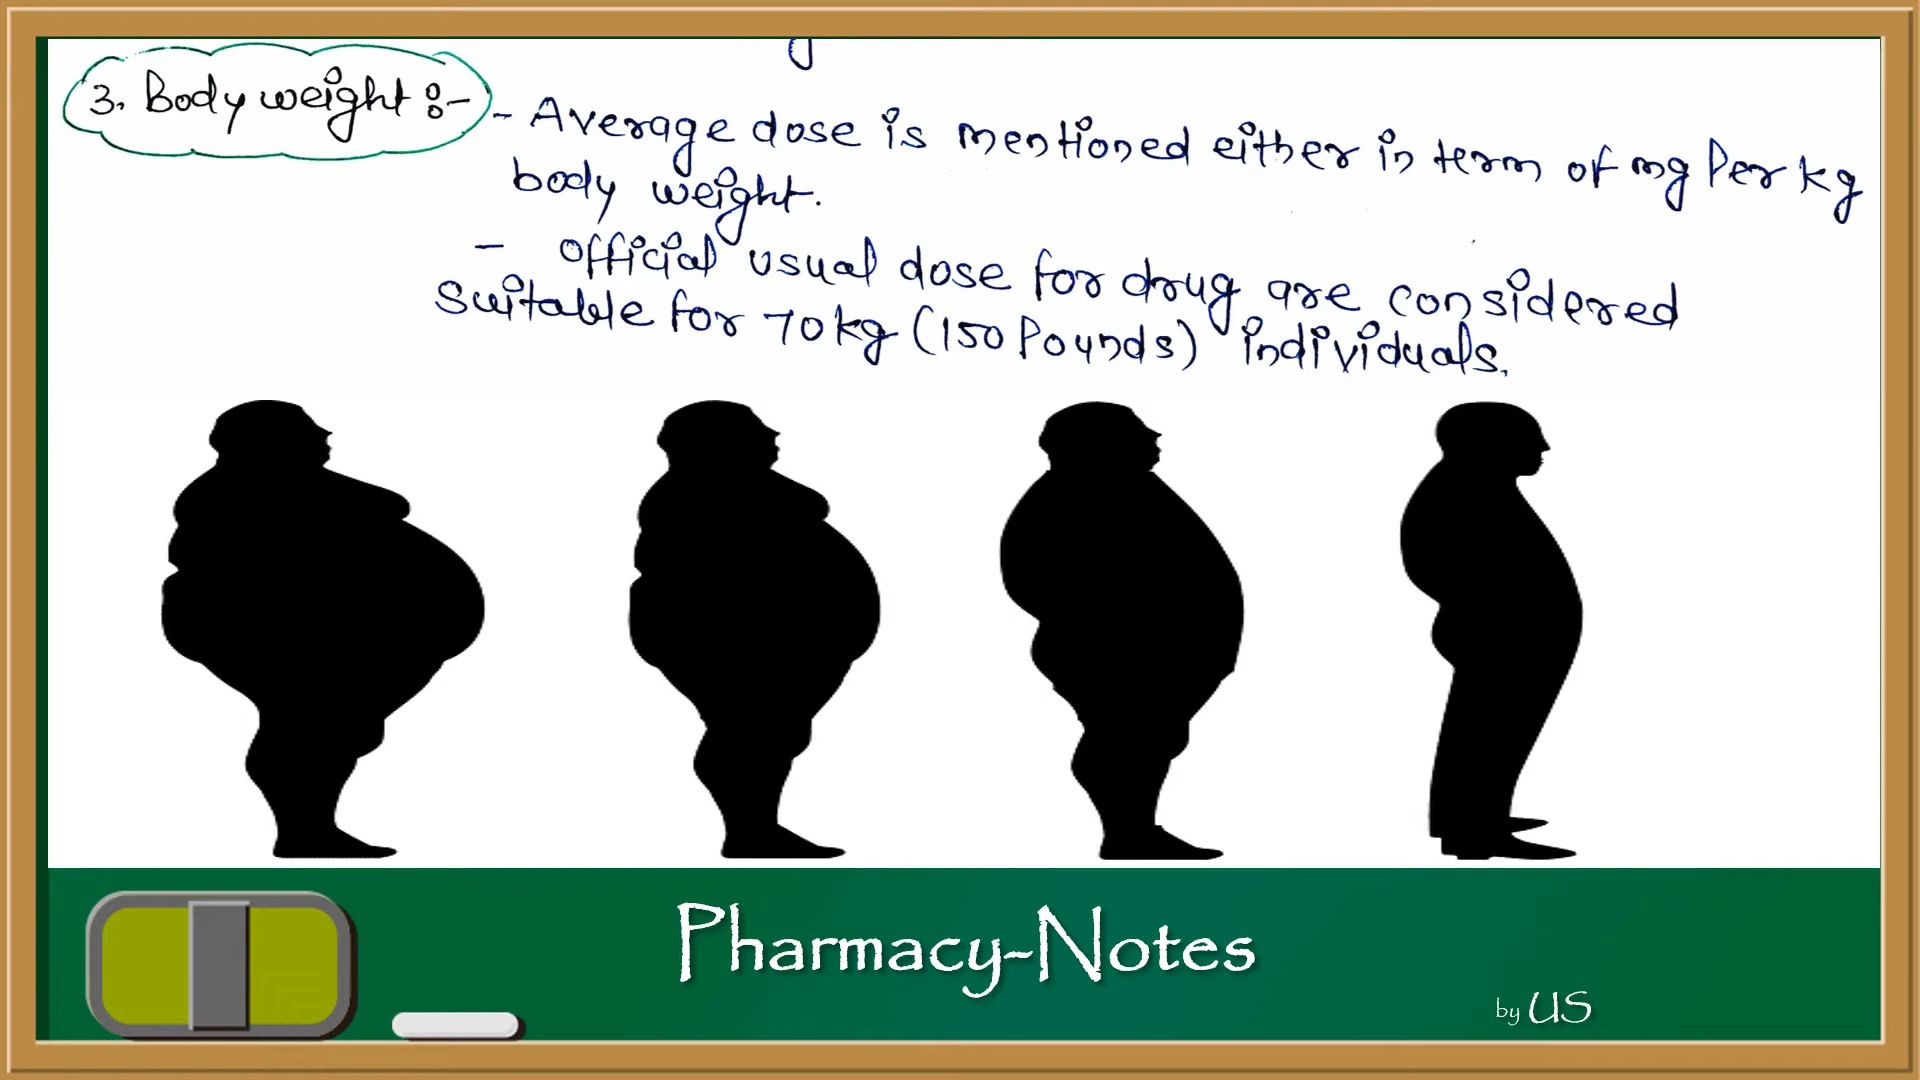 3. Body weight :-
- Average dose is mentioned either in term of mg Per kg
body weight.
- official usual dose for drug are considered
suitable for 70kg (150 Pounds) individuals.
Pharmacy-Notes
by US